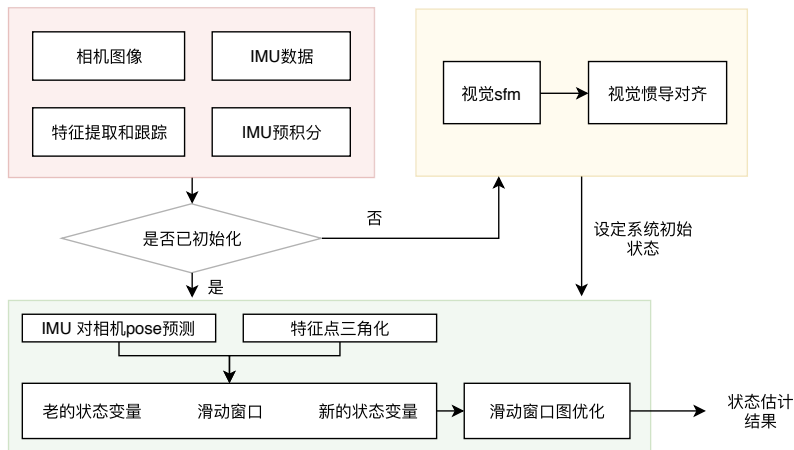 相机图像
IMU数据
特征提取和跟踪
IMU预积分
视觉sfm
视觉惯导对齐
是否已初始化
否
是
设定系统初始
状态
IMU 对相机pose预测
特征点三角化
老的状态变量
滑动窗口
新的状态变量
滑动窗口图优化
状态估计
结果